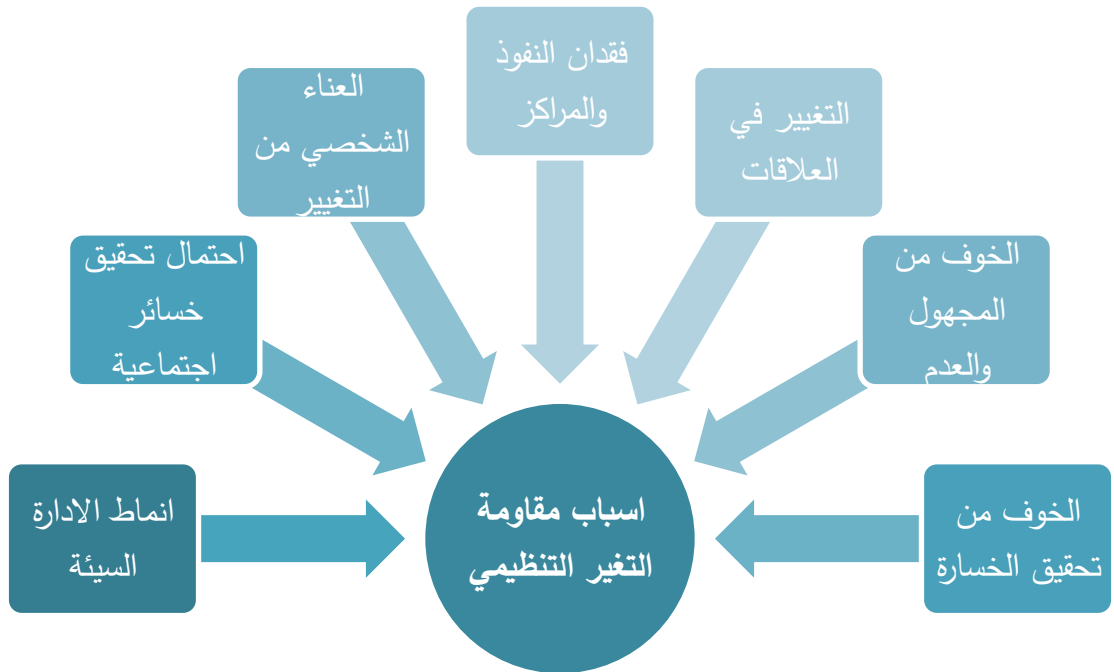 فقدان النفوذ
والمراكز
التغيير في
العلاقات
العناء
الشخصي من
التغيير
الخوف من
المجهول
والعدم
احتمال تحقيق
خسائر
اجتماعية
الخوف من
تحقيق الخسارة
انماط الادارة
السيئة
اسباب مقاومة
التغير التنظيمي